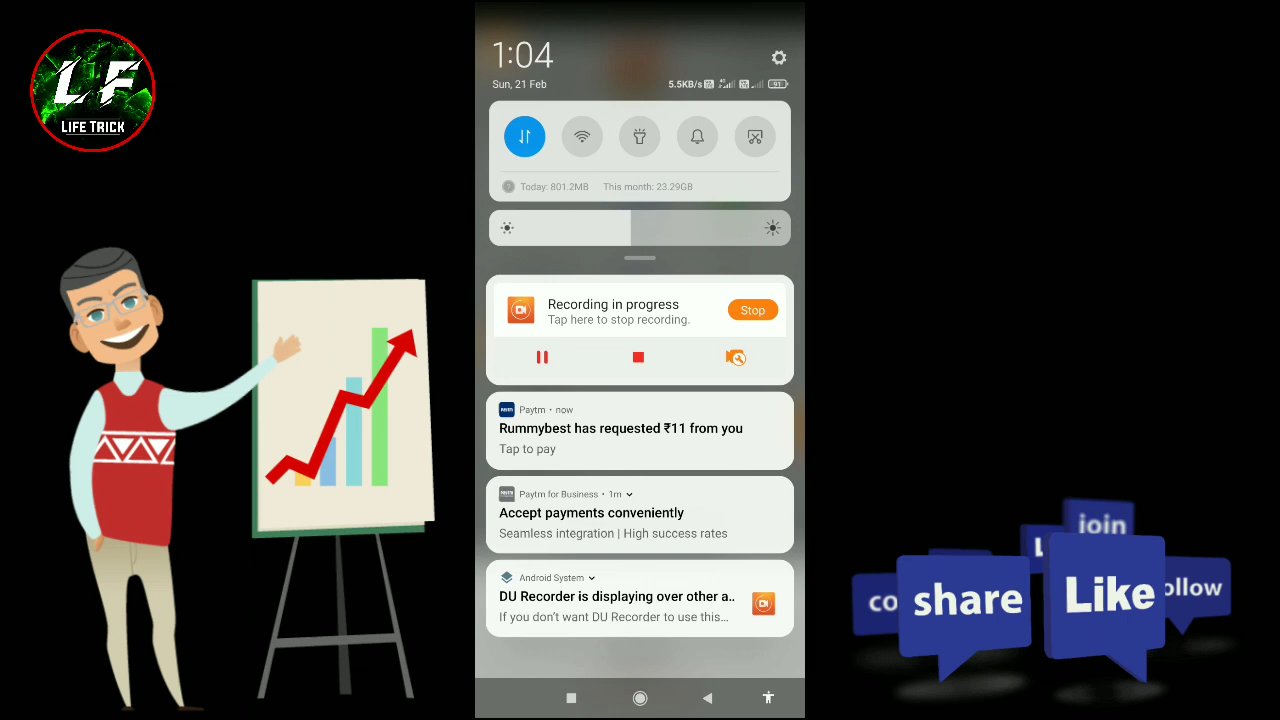 LF
LIFE TRICK
1:04
Sun, 21 Feb
5.5KB/s
4G
91
Today: 801.2MB This month: 23.29GB
Recording in progress
Tap here to stop recording.
Stop
Paytm • now
Rummybest has requested ₹11 from you
Tap to pay
Paytm for Business • 1m
Accept payments conveniently
Seamless integration | High success rates
Android System
DU Recorder is displaying over other a..
If you don't want DU Recorder to use this...
join
L
co
share
Like
ollow